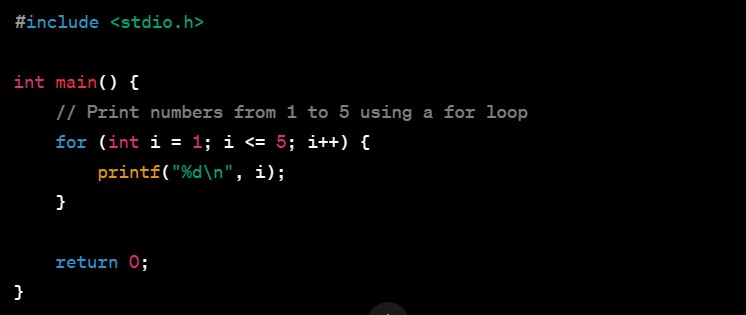 #include <stdio.h>

int main() {
    // Print numbers from 1 to 5 using a for loop
    for (int i = 1; i <= 5; i++) {
        printf("%d\n", i);
    }

    return 0;
}